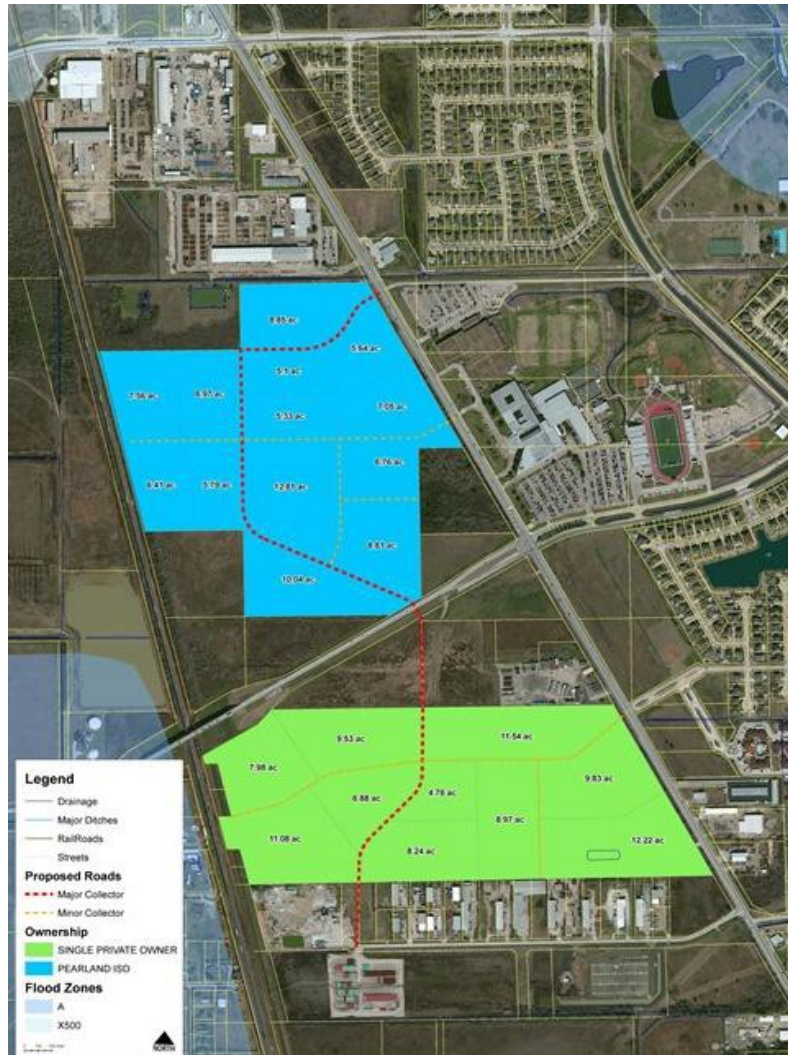 8.85 ac
5.94 ac
5.1 ac
7.56 ac
8.97 ac
5.33 ac
7.05 ac
6.76 ac
6.41 ac
5.79 ac
12.81 ac
8.81 ac
10.04 ac
9.53 ac
11.54 ac
7.98 ac
9.83 ac
6.88 ac
4.76 ac
8.97 ac
11.08 ac
8.24 ac
12.22 ac
Legend
Drainage
Major Ditches
RailRoads
Streets
Proposed Roads
Major Collector
Minor Collector
Ownership
SINGLE PRIVATE OWNER
PEARLAND ISD
Flood Zones
A
X500
NORTH